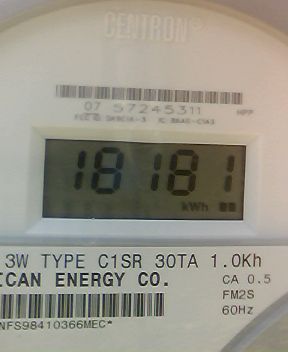 CENTRON®
07 57245311
18181
kWh
3W TYPE C1SR 30TA 1.0Kh
ICAN ENERGY CO.
CA 0.5
FM2S
60Hz
NFS98410366MEC*